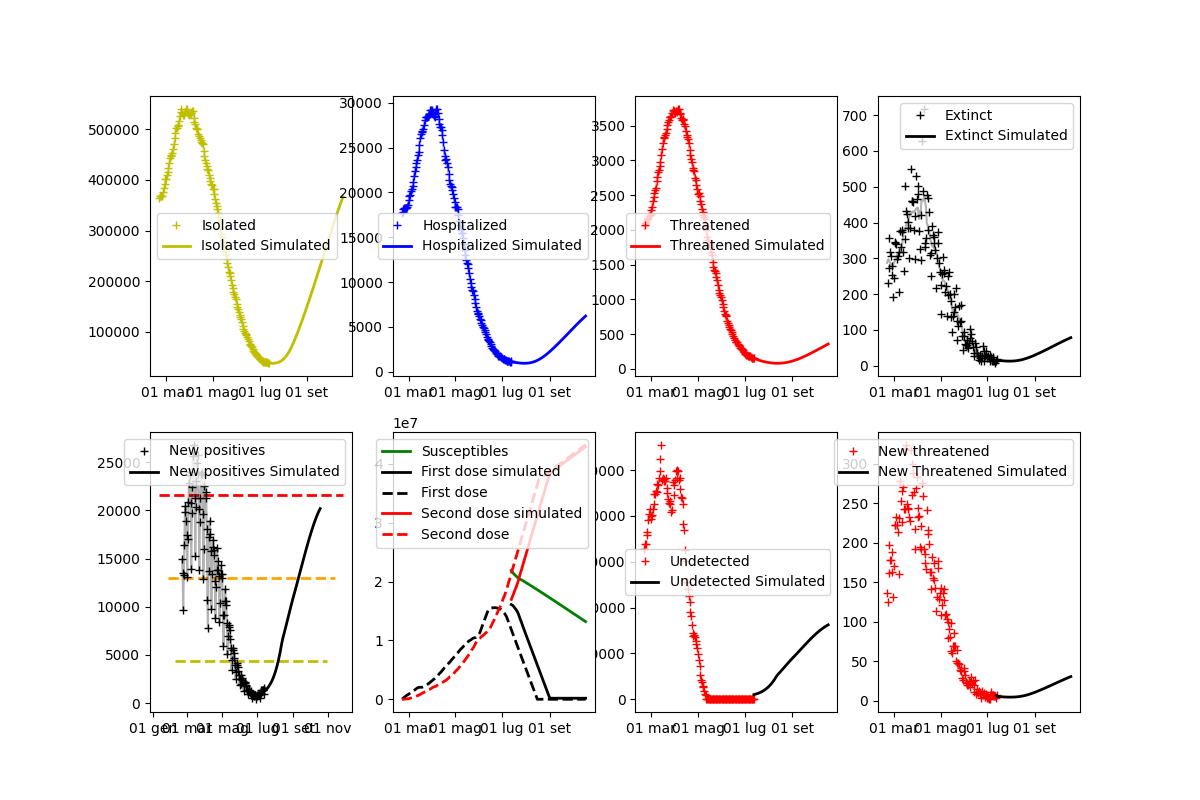 500000
400000
300000
200000
100000
Isolated
Isolated Simulated
01 mar 01 mag 01 lug 01 set
30000
25000
20000
15000
10000
5000
0
Hospitalized
Hospitalized Simulated
01 mar 01 mag 01 lug 01 set
3500
3000
2500
2000
1500
1000
500
0
Threatened
Threatened Simulated
01 mar 01 mag 01 lug 01 set
700
600
500
400
300
200
100
0
Extinct
Extinct Simulated
01 mar 01 mag 01 lug 01 set
25000
20000
15000
10000
5000
0
New positives
New positives Simulated
01 gen 01 mar 01 mag 01 lug 01 set 01 nov
1e7
4
3
2
1
0
Susceptibles
First dose simulated
First dose
Second dose simulated
Second dose
01 mar 01 mag 01 lug 01 set
0
Undetected
Undetected Simulated
01 mar 01 mag 01 lug 01 set
300
250
200
150
100
50
0
New threatened
New Threatened Simulated
01 mar 01 mag 01 lug 01 set